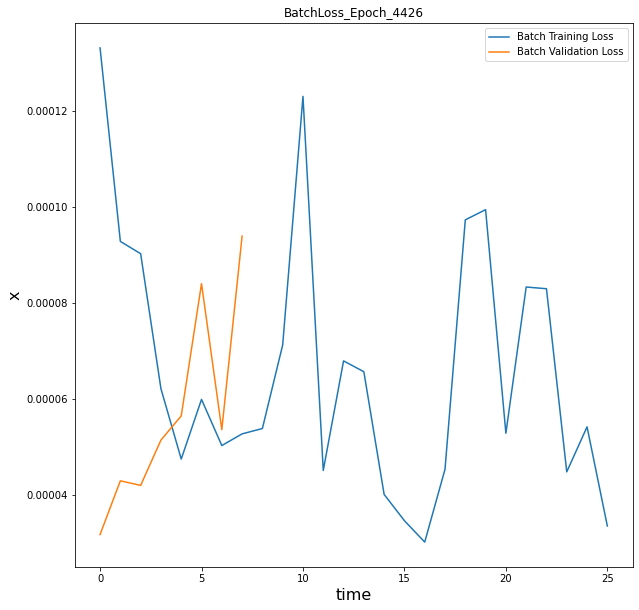 BatchLoss_Epoch_4426
Batch Training Loss
Batch Validation Loss
0.00012
0.00010
0.00008
0.00006
0.00004
x
0 5 10 15 20 25
time